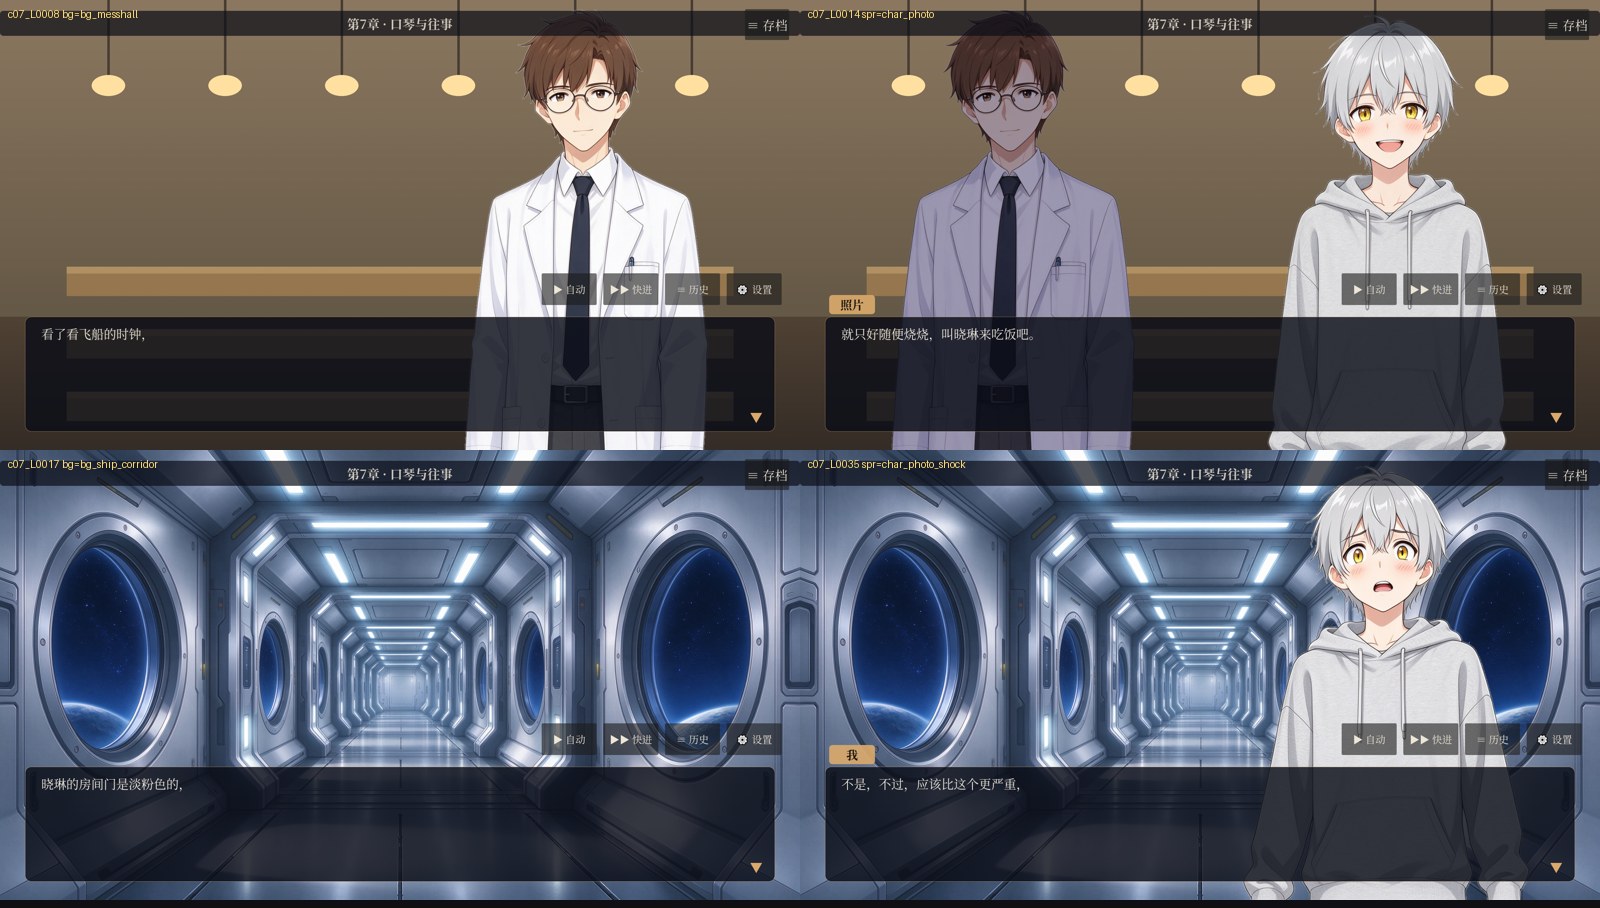 c07_L0008 bg=bg_messhall
第7章 · 口琴与往事
≡ 存档
▶ 自动
▶▶ 快进
≡ 历史
设置
看了看飞船的时钟，
▼
c07_L0014 spr=char_photo
第7章 · 口琴与往事
≡ 存档
▶ 自动
▶▶ 快进
≡ 历史
设置
照片
就只好随便烧烧，叫晓琳来吃饭吧。
▼
c07_L0017 bg=bg_ship_corridor
第7章 · 口琴与往事
≡ 存档
▶ 自动
▶▶ 快进
≡ 历史
设置
晓琳的房间门是淡粉色的，
▼
c07_L0035 spr=char_photo_shock
第7章 · 口琴与往事
≡ 存档
▶ 自动
▶▶ 快进
≡ 历史
设置
我
不是，不过，应该比这个更严重，
▼